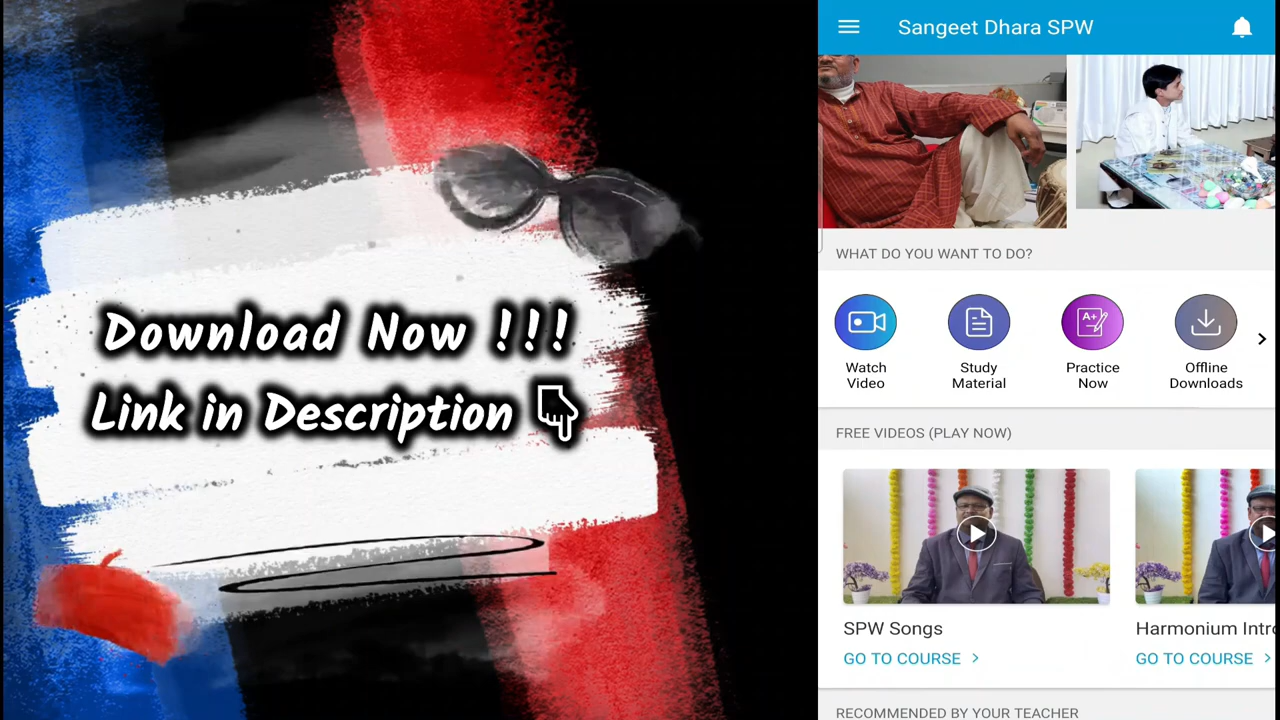 Download Now !!!
Link in Description 👇
Sangeet Dhara SPW
WHAT DO YOU WANT TO DO?
Watch Video
Study Material
A+
Practice Now
Offline Downloads
FREE VIDEOS (PLAY NOW)
SPW Songs
GO TO COURSE
Harmonium Intro
GO TO COURSE
RECOMMENDED BY YOUR TEACHER